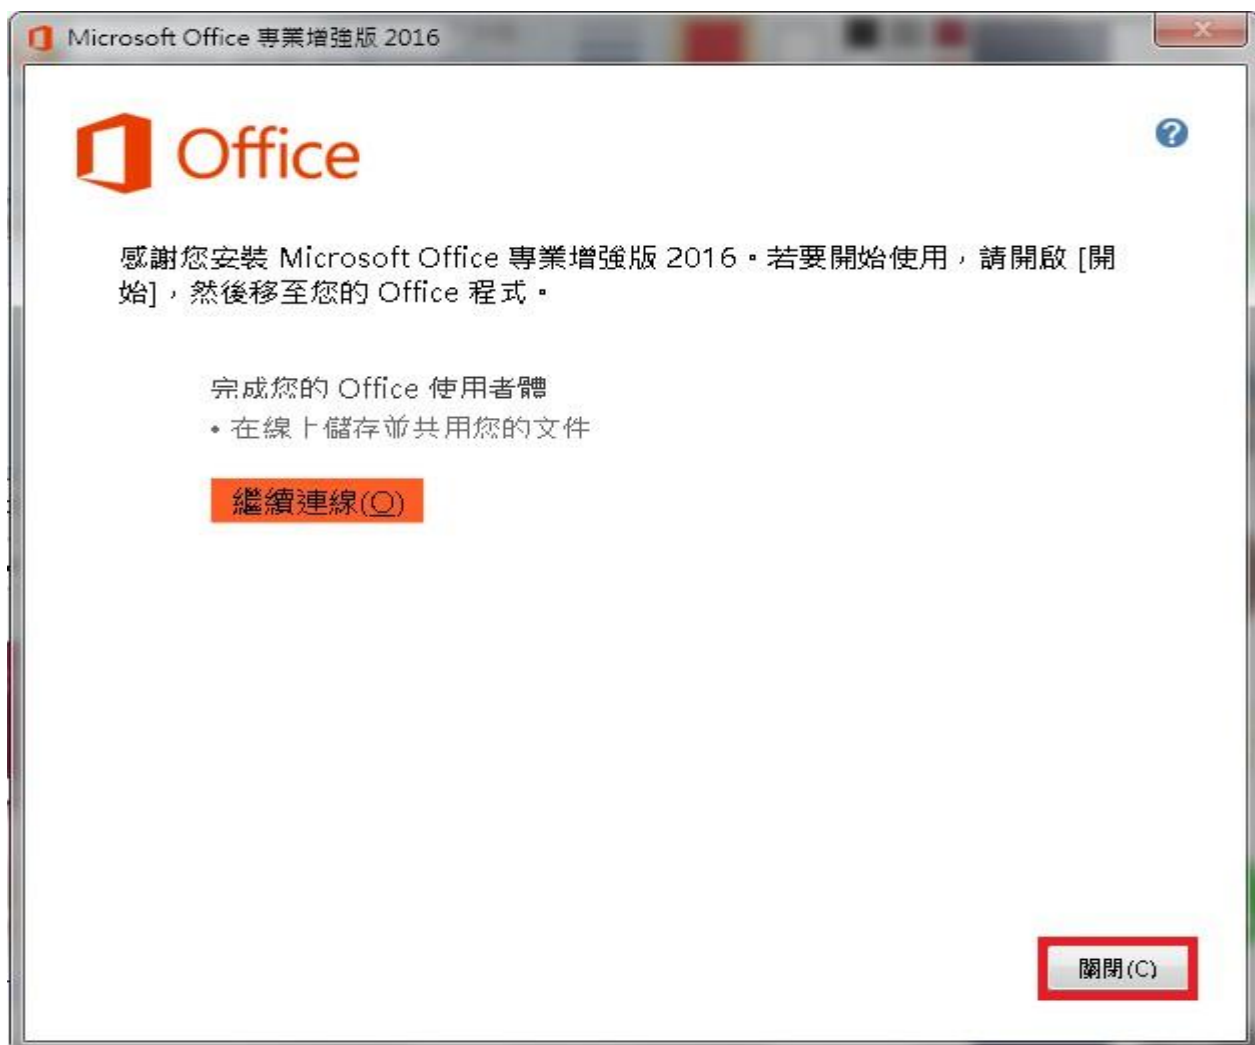 Microsoft Office 專業增強版 2016
Office
感謝您安裝 Microsoft Office 專業增強版 2016。若要開始使用，請開啟 [開
始]，然後移至您的 Office 程式。
完成您的 Office 使用者體
• 在線上儲存並共用您的文件
繼續連線(O)
關閉(C)